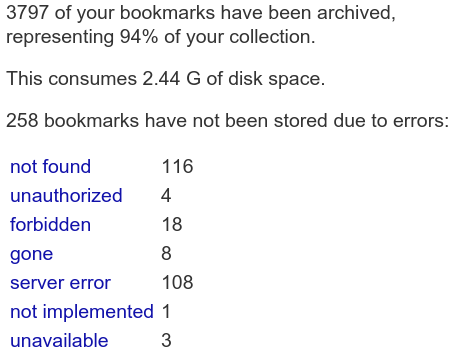 3797 of your bookmarks have been archived,
representing 94% of your collection.
This consumes 2.44 G of disk space.
258 bookmarks have not been stored due to errors:
not found 116
unauthorized 4
forbidden 18
gone 8
server error 108
not implemented 1
unavailable 3